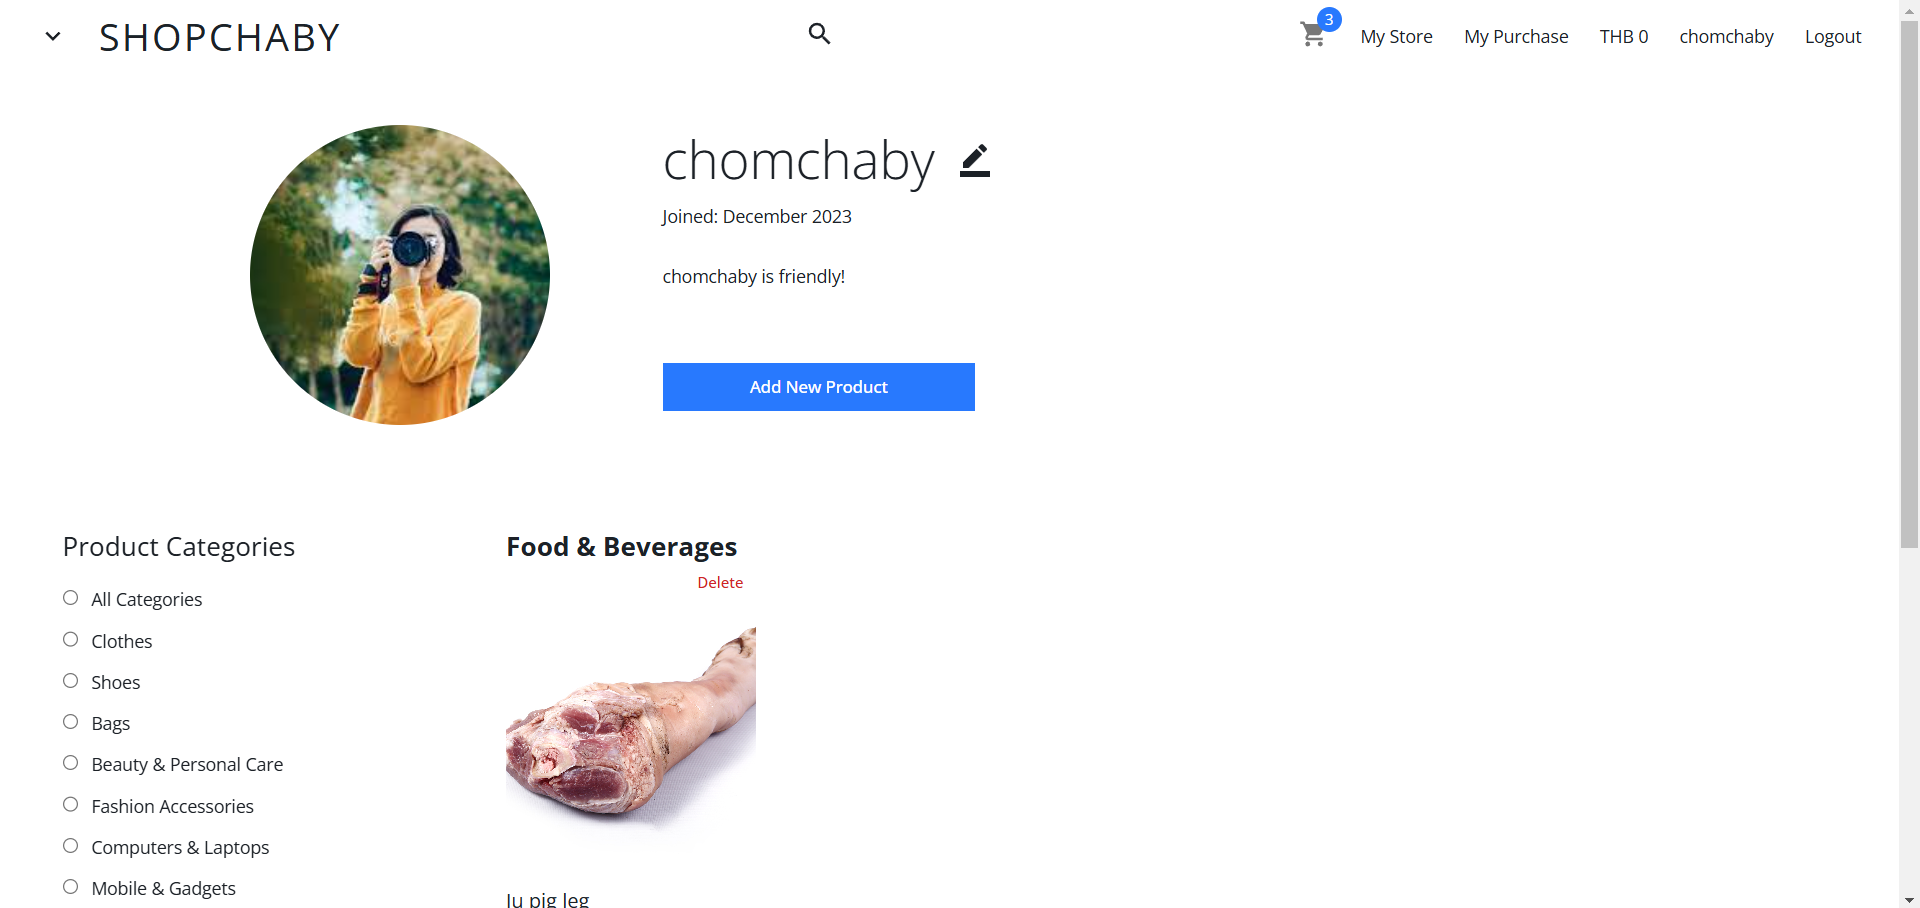 SHOPCHABY
3
My Store
My Purchase
THB 0
chomchaby
Logout
chomchaby
Joined: December 2023
chomchaby is friendly!
Add New Product
Product Categories
All Categories
Clothes
Shoes
Bags
Beauty & Personal Care
Fashion Accessories
Computers & Laptops
Mobile & Gadgets
Food & Beverages
Delete
Ju pig leg